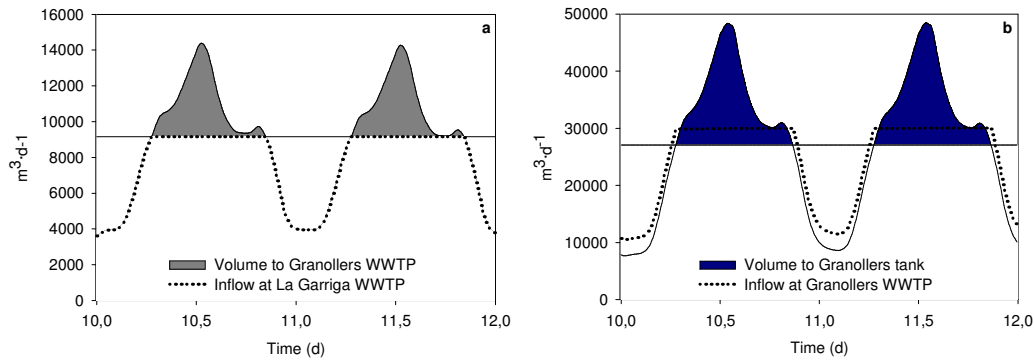 a
16000
14000
12000
10000
8000
6000
4000
2000
0
m³·d-1
10,0
10,5
11,0
11,5
12,0
Time (d)
Volume to Granollers WWTP
Inflow at La Garriga WWTP
b
50000
40000
30000
20000
10000
0
m³·d⁻¹
10,0
10,5
11,0
11,5
12,0
Time (d)
Volume to Granollers tank
Inflow at Granollers WWTP